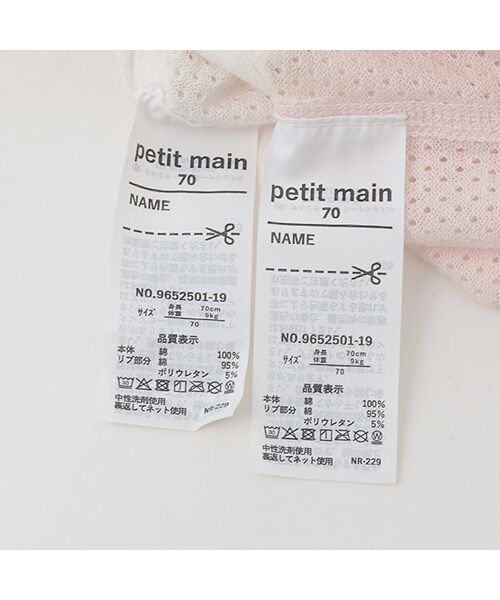 petit main
70
NAME
NO.9652501-19
サイズ 身長 70cm
体重 9kg
70
品質表示
本体 綿 100%
リブ部分 綿 95%
ポリウレタン 5%
30 W
中性洗剤使用
裏返してネット使用 NR-229
petit main
70
NAME
NO.9652501-19
サイズ 身長 70cm
体重 9kg
70
品質表示
本体 綿 100%
リブ部分 綿 95%
ポリウレタン 5%
30 W
中性洗剤使用
裏返してネット使用 NR-229